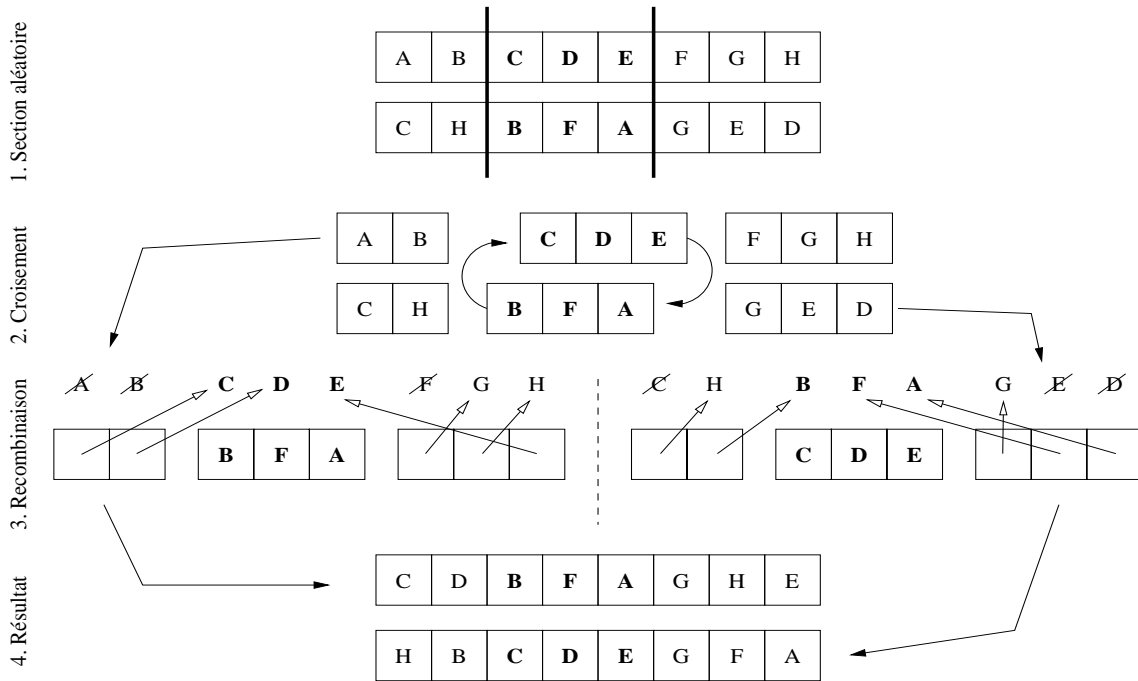 1. Section aléatoire
A B C D E F G H
C H B F A G E D
2. Croisement
A B C D E F G H
C H B F A G E D
3. Recombinaison
A B C D E F G H C H B F A G E D
B F A C D E
4. Résultat
C D B F A G H E
H B C D E G F A